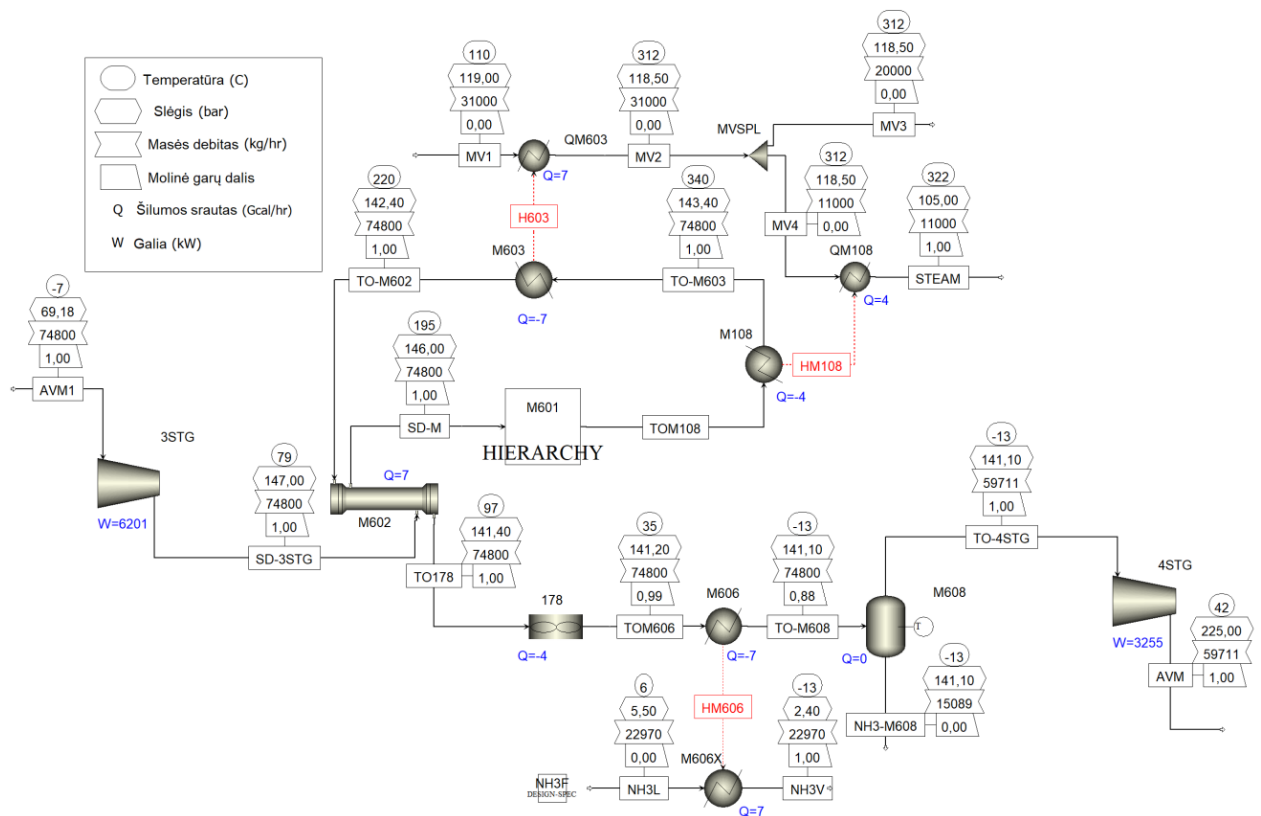 Temperatūra (C)
Slėgis (bar)
Masės debitas (kg/hr)
Molinė garų dalis
Q Šilumos srautas (Gcal/hr)
W Galia (kW)
110
119,00
31000
0,00
MV1
QM603
Q=7
312
118,50
31000
0,00
MV2
MVSPL
312
118,50
20000
0,00
MV3
312
118,50
11000
0,00
MV4
QM108
Q=4
322
105,00
11000
1,00
STEAM
220
142,40
74800
1,00
TO-M602
H603
M603
Q=-7
340
143,40
74800
1,00
TO-M603
M108
HM108
Q=-4
-7
69,18
74800
1,00
AVM1
3STG
W=6201
195
146,00
74800
1,00
SD-M
M601
HIERARCHY
TOM108
79
147,00
74800
1,00
SD-3STG
Q=7
M602
97
141,40
74800
1,00
TO178
178
Q=-4
35
141,20
74800
0,99
TOM606
M606
Q=-7
-13
141,10
74800
0,88
TO-M608
M608
T
Q=0
-13
141,10
59711
1,00
TO-4STG
4STG
W=3255
42
225,00
59711
1,00
AVM
-13
141,10
15089
0,00
NH3-M608
HM606
NH3F
DESIGN-SPEC
6
5,50
22970
0,00
NH3L
M606X
Q=7
-13
2,40
22970
1,00
NH3V